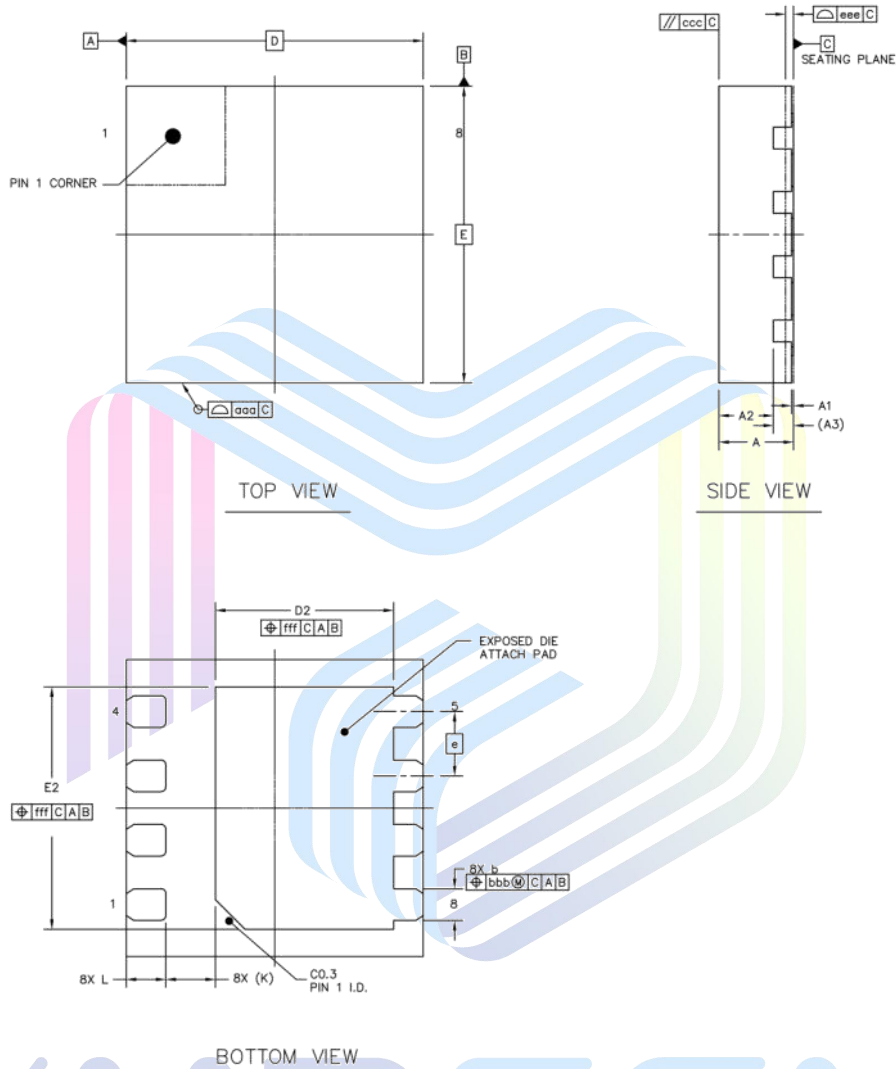 A
D
B
// ccc C
⌓ eee C
C
SEATING PLANE
1
8
PIN 1 CORNER
E
⌓ aaa C
A2
A1
(A3)
A
TOP VIEW
SIDE VIEW
D2
⌖ fff C A B
EXPOSED DIE
ATTACH PAD
4
5
e
E2
⌖ fff C A B
8X b
⌖ bbb Ⓜ C A B
1
8
8X L
8X (K)
C0.3
PIN 1 I.D.
BOTTOM VIEW